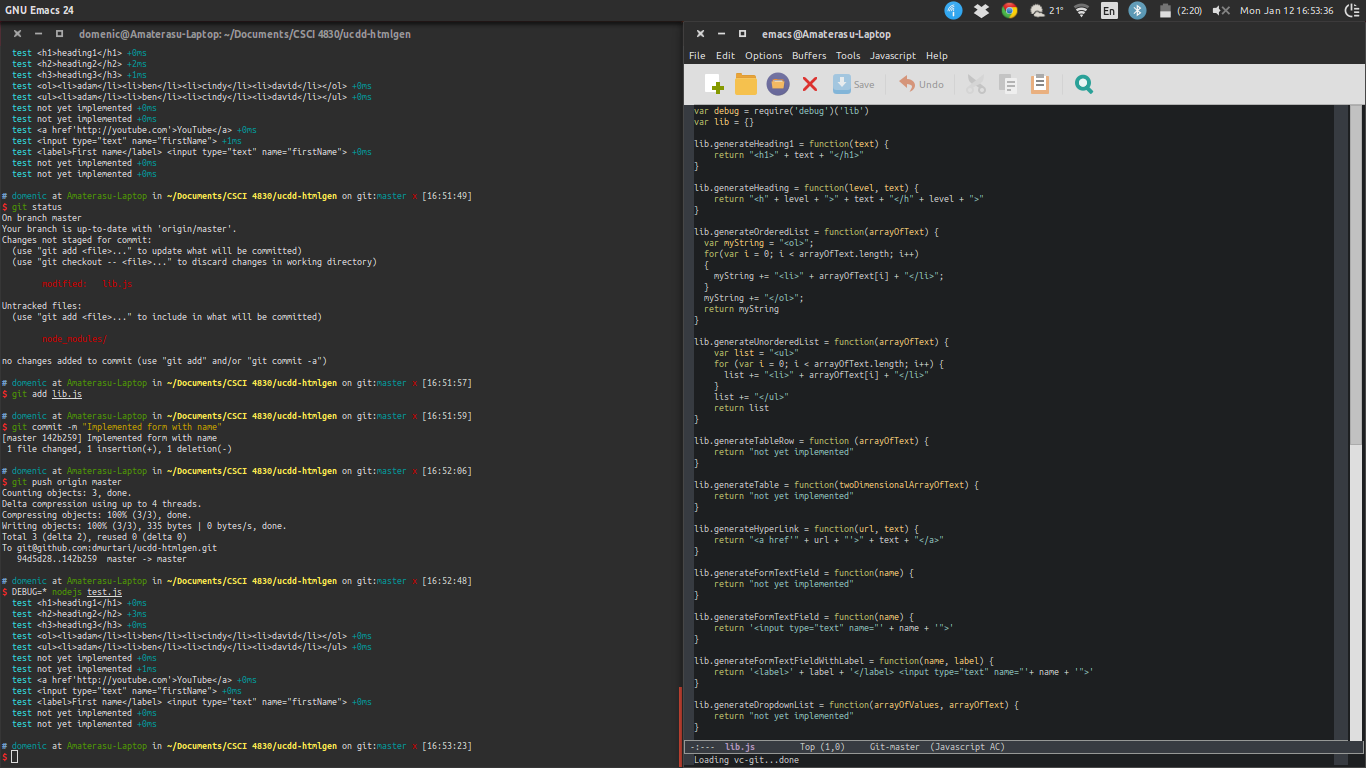 GNU Emacs 24
21°
En
(2:20)
Mon Jan 12 16:53:36
domenic@Amaterasu-Laptop: ~/Documents/CSCI 4830/ucdd-htmlgen
test <h1>heading1</h1> +0ms
test <h2>heading2</h2> +2ms
test <h3>heading3</h3> +1ms
test <ol><li>adam</li><li>ben</li><li>cindy</li><li>david</li></ol> +0ms
test <ul><li>adam</li><li>ben</li><li>cindy</li><li>david</li></ul> +0ms
test not yet implemented +0ms
test not yet implemented +0ms
test <a href'http://youtube.com'>YouTube</a> +0ms
test <input type="text" name="firstName"> +1ms
test <label>First name</label> <input type="text" name="firstName"> +0ms
test not yet implemented +0ms
test not yet implemented +0ms
# domenic at Amaterasu-Laptop in ~/Documents/CSCI 4830/ucdd-htmlgen on git:master x [16:51:49]
$ git status
On branch master
Your branch is up-to-date with 'origin/master'.
Changes not staged for commit:
(use "git add <file>..." to update what will be committed)
(use "git checkout -- <file>..." to discard changes in working directory)
modified:   lib.js
Untracked files:
(use "git add <file>..." to include in what will be committed)
node_modules/
no changes added to commit (use "git add" and/or "git commit -a")
# domenic at Amaterasu-Laptop in ~/Documents/CSCI 4830/ucdd-htmlgen on git:master x [16:51:57]
$ git add lib.js
# domenic at Amaterasu-Laptop in ~/Documents/CSCI 4830/ucdd-htmlgen on git:master x [16:51:59]
$ git commit -m "Implemented form with name"
[master 142b259] Implemented form with name
1 file changed, 1 insertion(+), 1 deletion(-)
# domenic at Amaterasu-Laptop in ~/Documents/CSCI 4830/ucdd-htmlgen on git:master x [16:52:06]
$ git push origin master
Counting objects: 3, done.
Delta compression using up to 4 threads.
Compressing objects: 100% (3/3), done.
Writing objects: 100% (3/3), 335 bytes | 0 bytes/s, done.
Total 3 (delta 2), reused 0 (delta 0)
To git@github.com:dmurtari/ucdd-htmlgen.git
94d5d28..142b259  master -> master
# domenic at Amaterasu-Laptop in ~/Documents/CSCI 4830/ucdd-htmlgen on git:master x [16:52:48]
$ DEBUG=* nodejs test.js
test <h1>heading1</h1> +0ms
test <h2>heading2</h2> +3ms
test <h3>heading3</h3> +0ms
test <ol><li>adam</li><li>ben</li><li>cindy</li><li>david</li></ol> +0ms
test <ul><li>adam</li><li>ben</li><li>cindy</li><li>david</li></ul> +0ms
test not yet implemented +0ms
test not yet implemented +1ms
test <a href'http://youtube.com'>YouTube</a> +0ms
test <input type="text" name="firstName"> +0ms
test <label>First name</label> <input type="text" name="firstName"> +0ms
test not yet implemented +0ms
test not yet implemented +0ms
# domenic at Amaterasu-Laptop in ~/Documents/CSCI 4830/ucdd-htmlgen on git:master x [16:53:23]
$
emacs@Amaterasu-Laptop
File Edit Options Buffers Tools Javascript Help
Save Undo
var debug = require('debug')('lib')
var lib = {}
lib.generateHeading1 = function(text) {
return "<h1>" + text + "</h1>"
}
lib.generateHeading = function(level, text) {
return "<h" + level + ">" + text + "</h" + level + ">"
}
lib.generateOrderedList = function(arrayOfText) {
var myString = "<ol>";
for(var i = 0; i < arrayOfText.length; i++)
{
myString += "<li>" + arrayOfText[i] + "</li>";
}
myString += "</ol>";
return myString
}
lib.generateUnorderedList = function(arrayOfText) {
var list = "<ul>"
for (var i = 0; i < arrayOfText.length; i++) {
list += "<li>" + arrayOfText[i] + "</li>"
}
list += "</ul>"
return list
}
lib.generateTableRow = function (arrayOfText) {
return "not yet implemented"
}
lib.generateTable = function(twoDimensionalArrayOfText) {
return "not yet implemented"
}
lib.generateHyperLink = function(url, text) {
return "<a href'" + url + "'>" + text + "</a>"
}
lib.generateFormTextField = function(name) {
return "not yet implemented"
}
lib.generateFormTextField = function(name) {
return '<input type="text" name="' + name + '">'
}
lib.generateFormTextFieldWithLabel = function(name, label) {
return '<label>' + label + '</label> <input type="text" name="'+ name + '">'
}
lib.generateDropdownList = function(arrayOfValues, arrayOfText) {
return "not yet implemented"
}
-:--- lib.js Top (1,0) Git-master (Javascript AC)
Loading vc-git...done